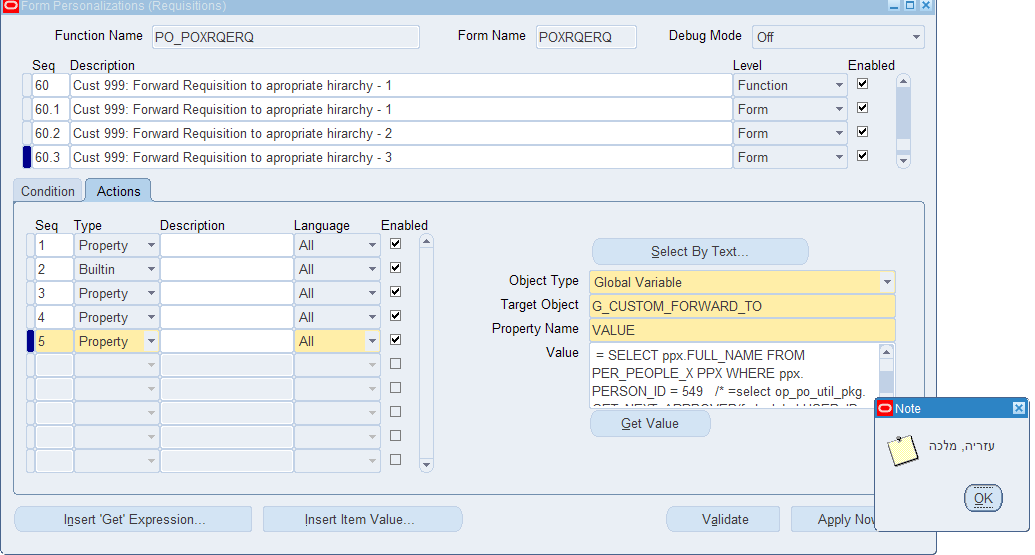 Form Personalizations (Requisitions)
Function Name PO_POXRQERQ Form Name POXRQERQ Debug Mode Off
Seq Description Level Enabled
60 Cust 999: Forward Requisition to apropriate hirarchy - 1 Function
60.1 Cust 999: Forward Requisition to apropriate hirarchy - 1 Form
60.2 Cust 999: Forward Requisition to apropriate hirarchy - 2 Form
60.3 Cust 999: Forward Requisition to apropriate hirarchy - 3 Form
Condition Actions
Seq Type Description Language Enabled
1 Property All
2 Builtin All
3 Property All
4 Property All
5 Property All
Select By Text...
Object Type Global Variable
Target Object G_CUSTOM_FORWARD_TO
Property Name VALUE
Value = SELECT ppx.FULL_NAME FROM
PER_PEOPLE_X PPX WHERE ppx.
PERSON_ID = 549 /* =select op_po_util_pkg.
Get Value
Note
עזריה, מלכה
OK
Insert 'Get' Expression... Insert Item Value... Validate Apply Now